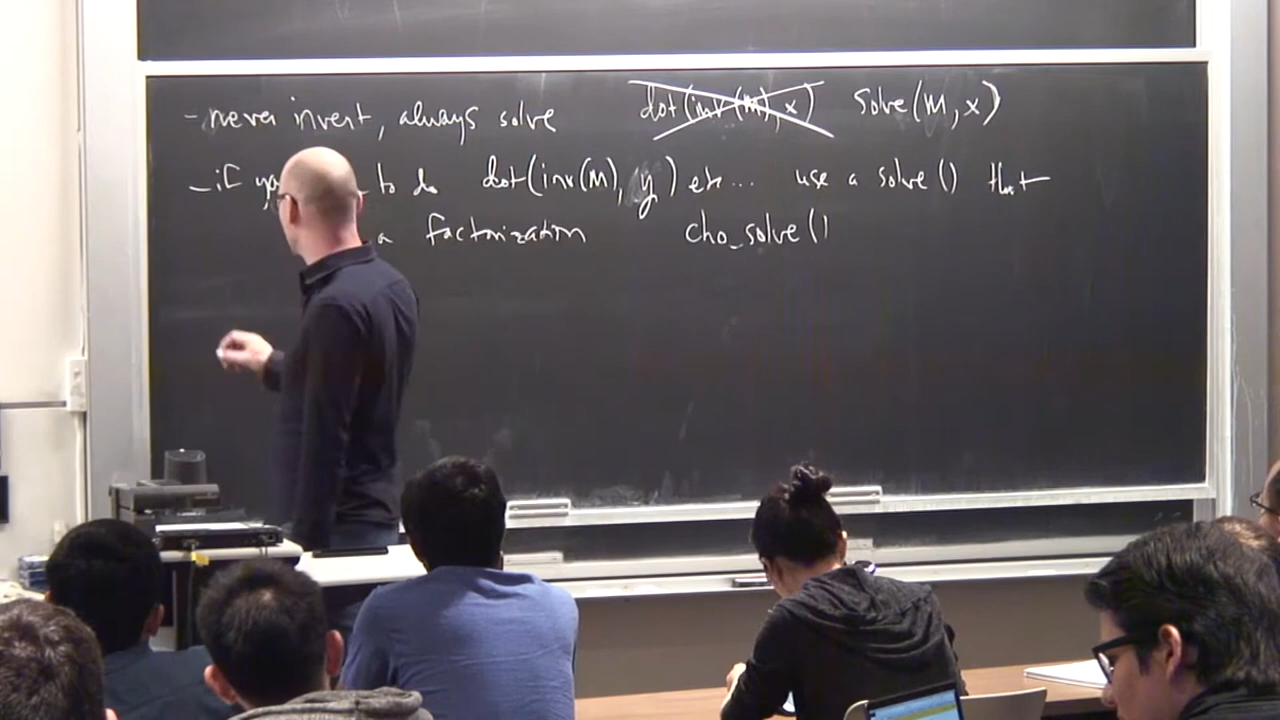 - never invert, always solve dot(inv(M), x) solve(M, x)
- if to do dot(inv(M), y) etc... use a solve() that
a factorization cho_solve()